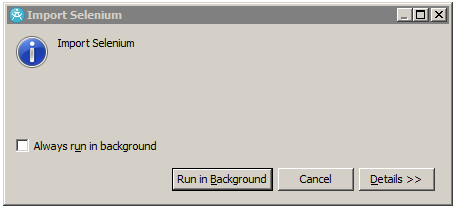 Import Selenium
Import Selenium
Always run in background
Run in Background Cancel Details >>